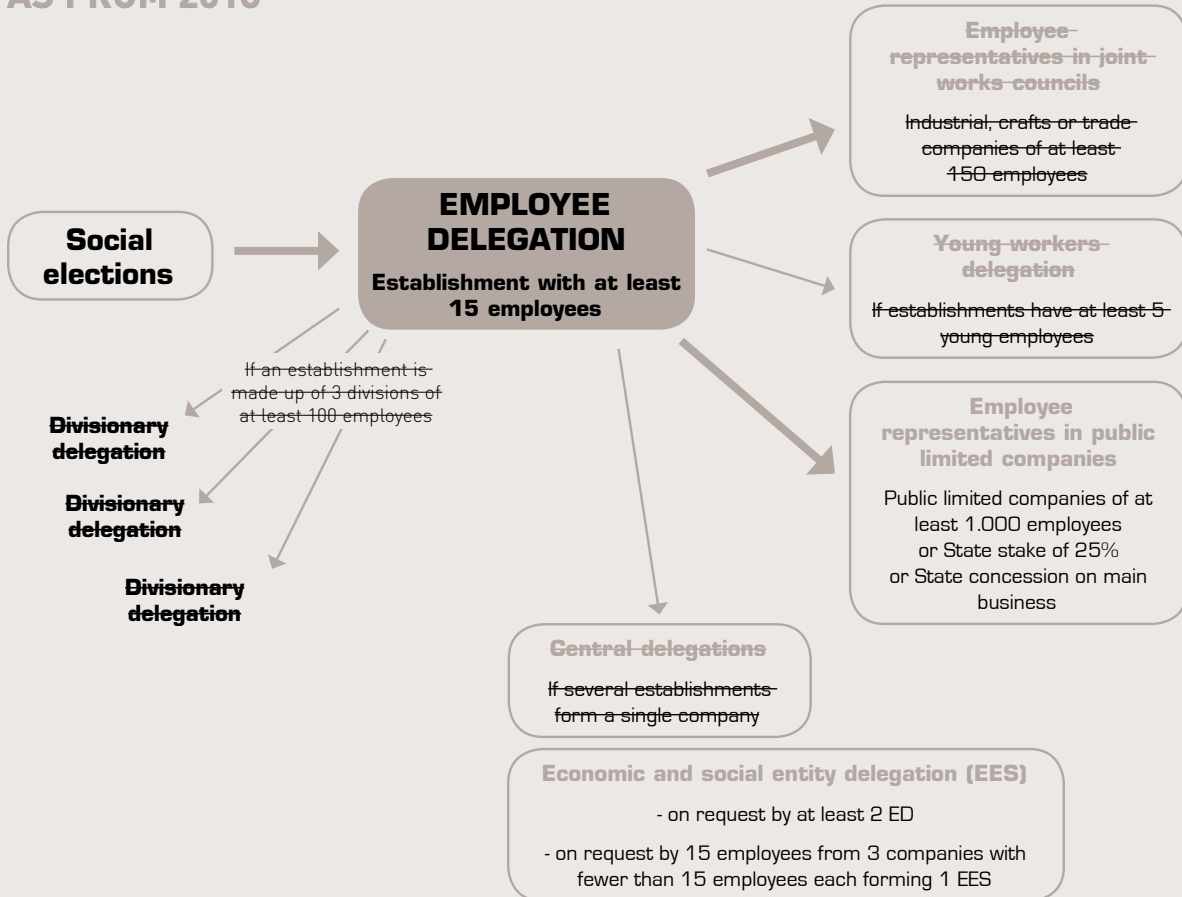 AS FROM 2016
Employee
representatives in joint
works councils
Industrial, crafts or trade
companies of at least
150 employees
Social
elections
EMPLOYEE
DELEGATION
Establishment with at least
15 employees
Young workers
delegation
If establishments have at least 5
young employees
If an establishment is
made up of 3 divisions of
at least 100 employees
Divisionary
delegation
Divisionary
delegation
Divisionary
delegation
Employee
representatives in public
limited companies
Public limited companies of at
least 1.000 employees
or State stake of 25%
or State concession on main
business
Central delegations
If several establishments
form a single company
Economic and social entity delegation (EES)
- on request by at least 2 ED
- on request by 15 employees from 3 companies with
fewer than 15 employees each forming 1 EES